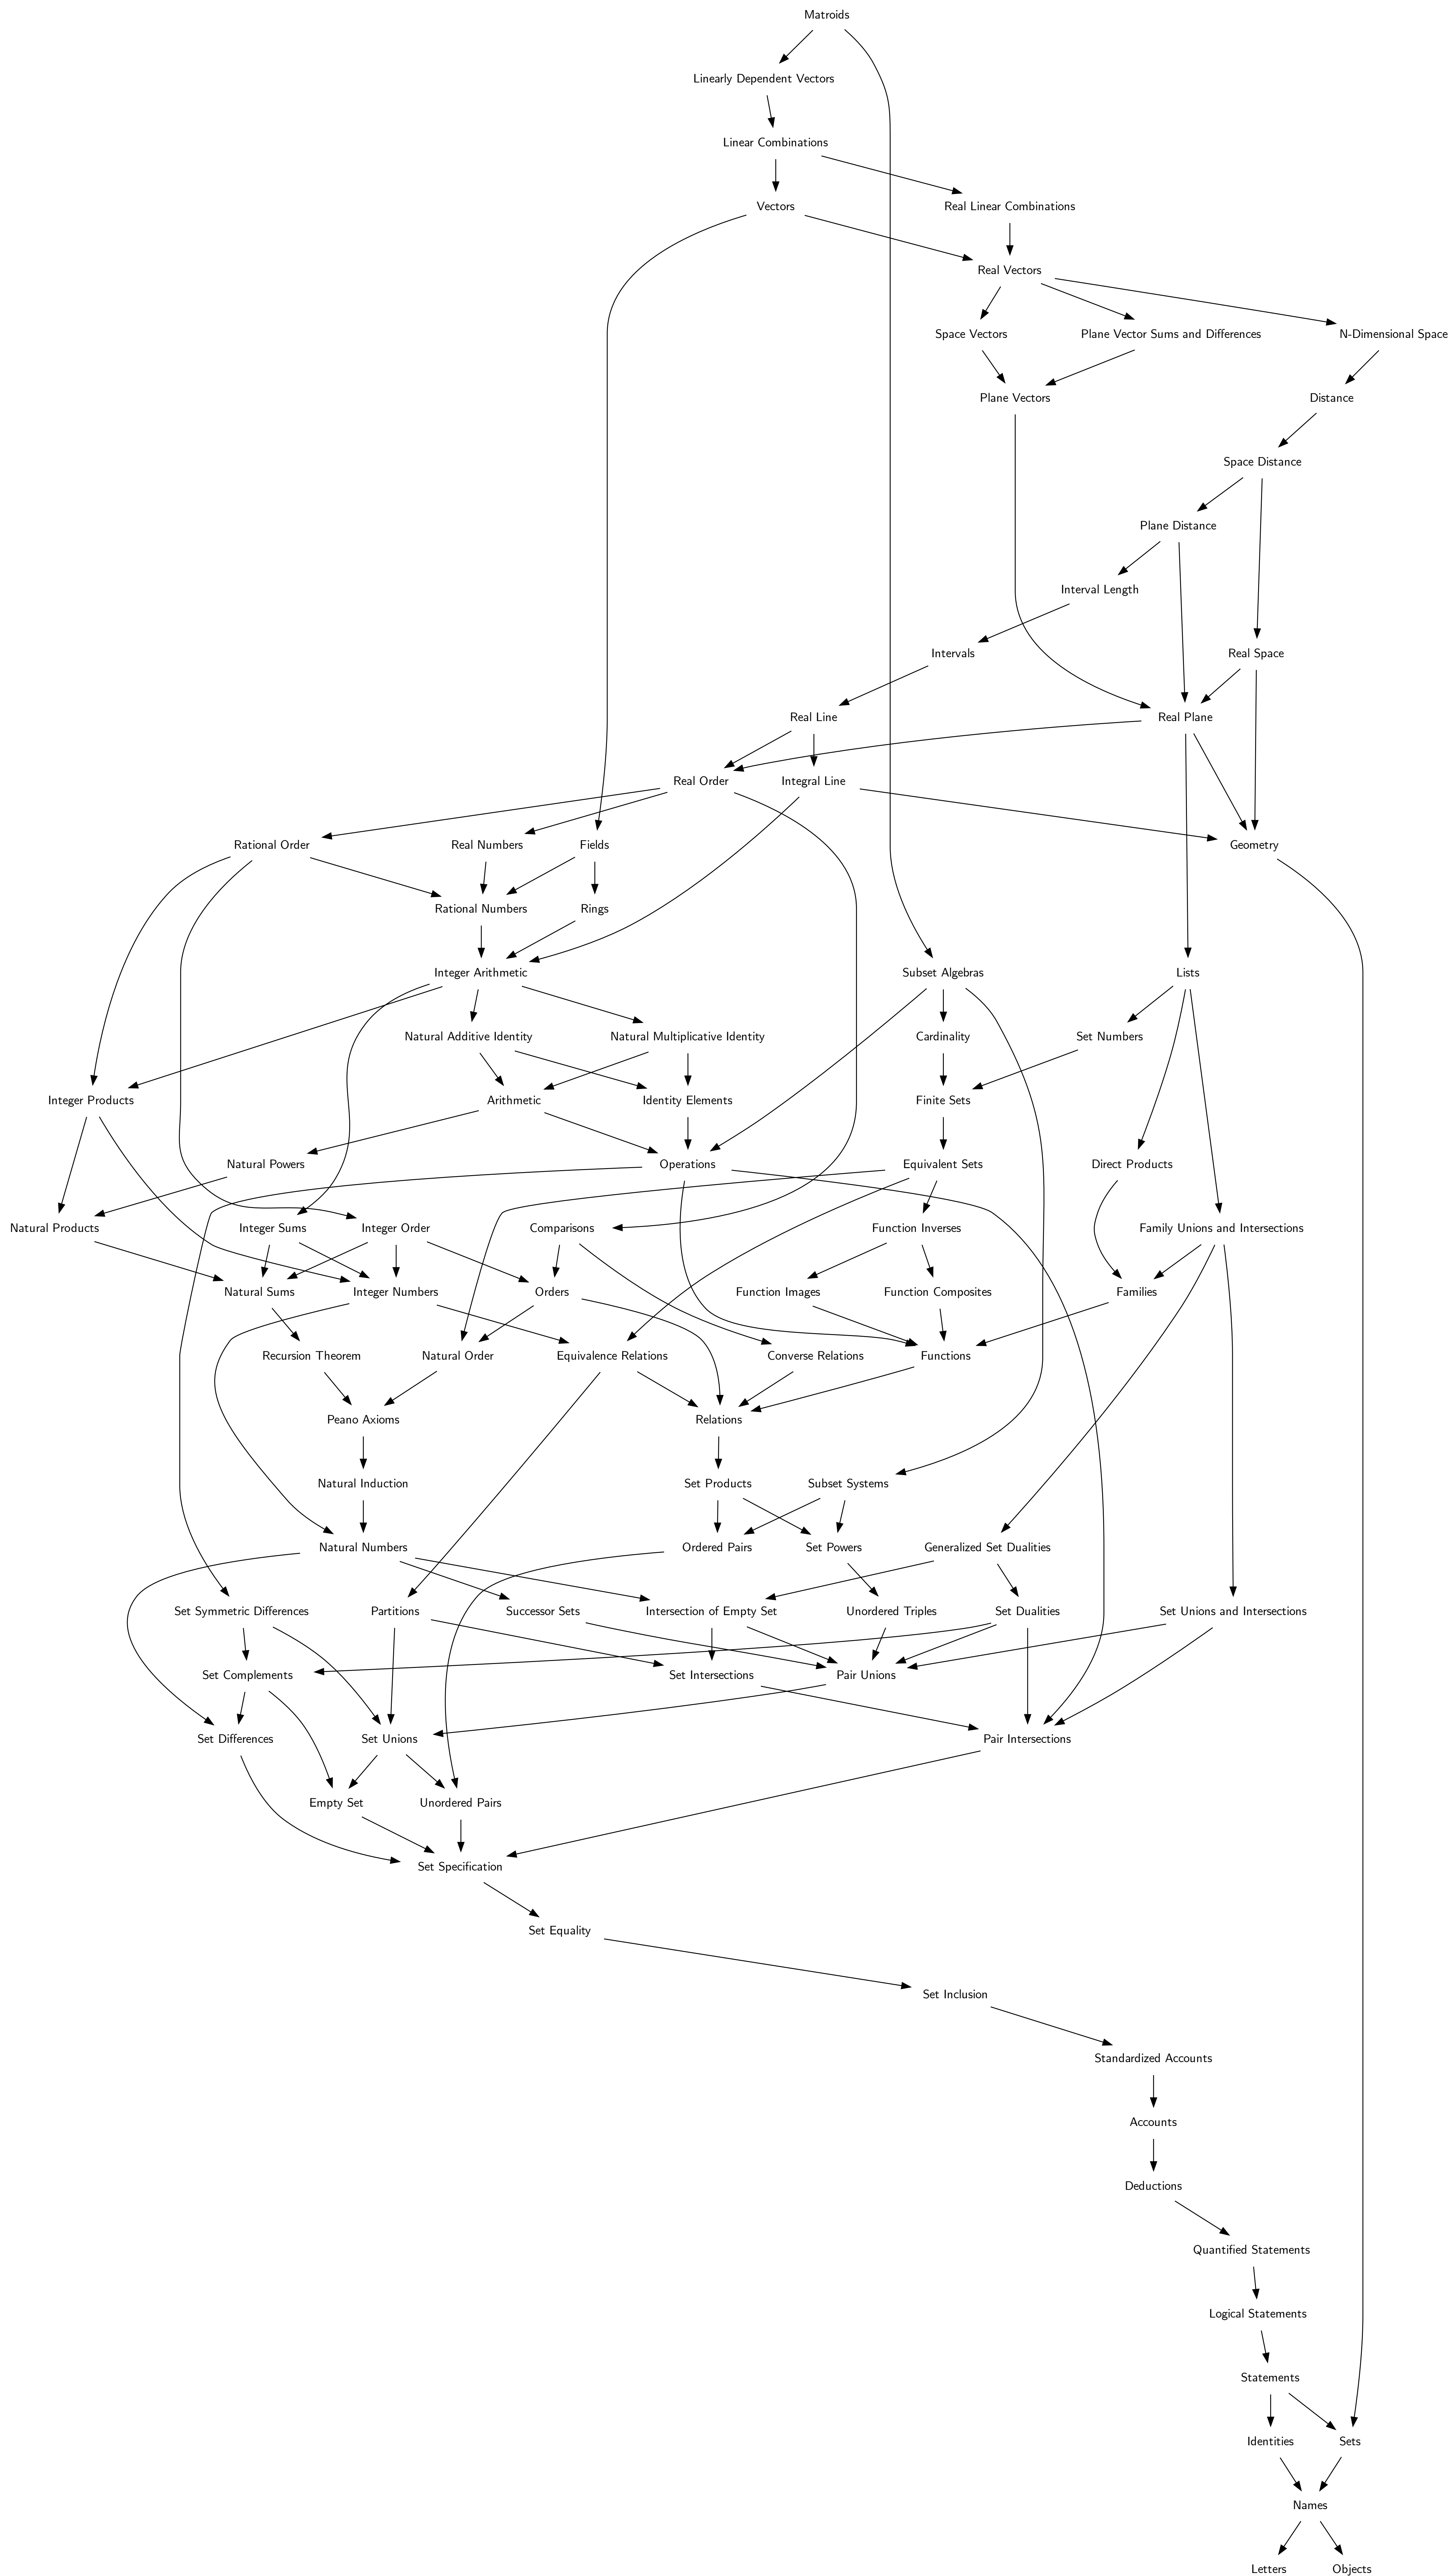 Matroids
Linearly Dependent Vectors
Linear Combinations
Vectors
Real Linear Combinations
Real Vectors
Space Vectors
Plane Vector Sums and Differences
N-Dimensional Space
Plane Vectors
Distance
Space Distance
Plane Distance
Interval Length
Intervals
Real Space
Real Line
Real Plane
Real Order
Integral Line
Rational Order
Real Numbers
Fields
Geometry
Rational Numbers
Rings
Integer Arithmetic
Subset Algebras
Lists
Natural Additive Identity
Natural Multiplicative Identity
Cardinality
Set Numbers
Integer Products
Arithmetic
Identity Elements
Finite Sets
Natural Powers
Operations
Equivalent Sets
Direct Products
Natural Products
Integer Sums
Integer Order
Comparisons
Function Inverses
Family Unions and Intersections
Natural Sums
Integer Numbers
Orders
Function Images
Function Composites
Families
Recursion Theorem
Natural Order
Equivalence Relations
Converse Relations
Functions
Peano Axioms
Relations
Natural Induction
Set Products
Subset Systems
Natural Numbers
Ordered Pairs
Set Powers
Generalized Set Dualities
Set Symmetric Differences
Partitions
Successor Sets
Intersection of Empty Set
Unordered Triples
Set Dualities
Set Unions and Intersections
Set Complements
Set Intersections
Pair Unions
Set Differences
Set Unions
Pair Intersections
Empty Set
Unordered Pairs
Set Specification
Set Equality
Set Inclusion
Standardized Accounts
Accounts
Deductions
Quantified Statements
Logical Statements
Statements
Identities
Sets
Names
Letters
Objects